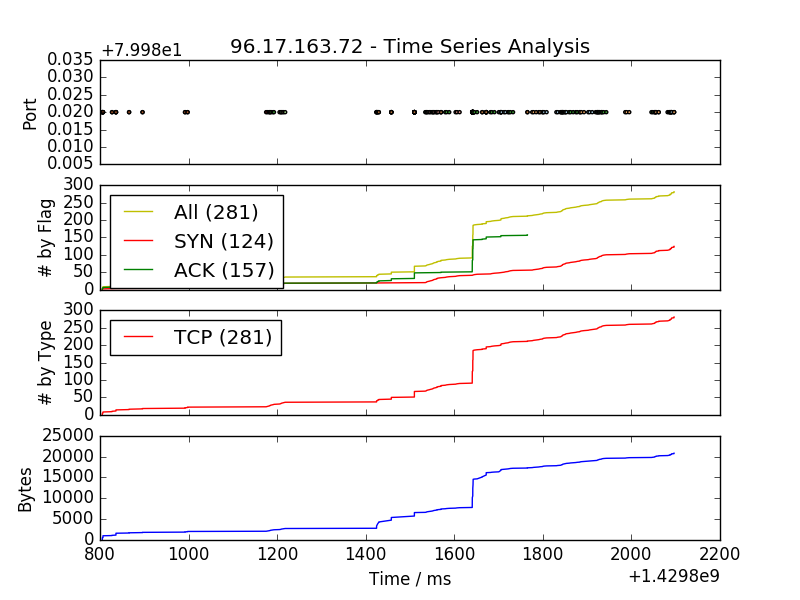 +7.998e1
96.17.163.72 - Time Series Analysis
0.035
0.030
0.025
0.020
0.015
0.010
0.005
Port
300
250
200
150
100
50
0
# by Flag
All (281)
SYN (124)
ACK (157)
300
250
200
150
100
50
0
# by Type
TCP (281)
25000
20000
15000
10000
5000
0
Bytes
800 1000 1200 1400 1600 1800 2000 2200
Time / ms
+1.4298e9